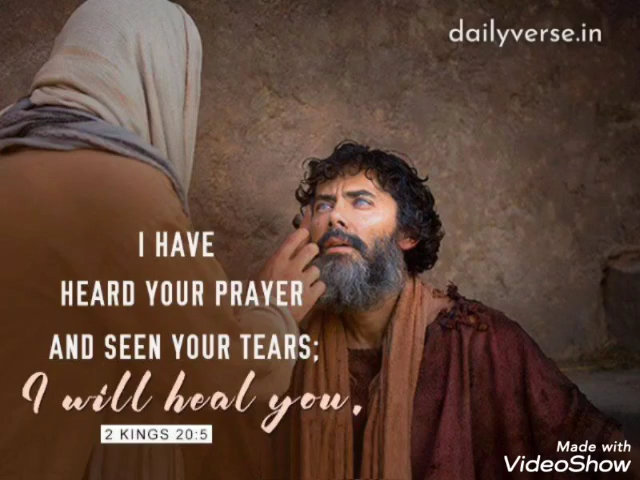 dailyverse.in
I HAVE
HEARD YOUR PRAYER
AND SEEN YOUR TEARS;
I will heal you.
2 KINGS 20:5
Made with
VideoShow